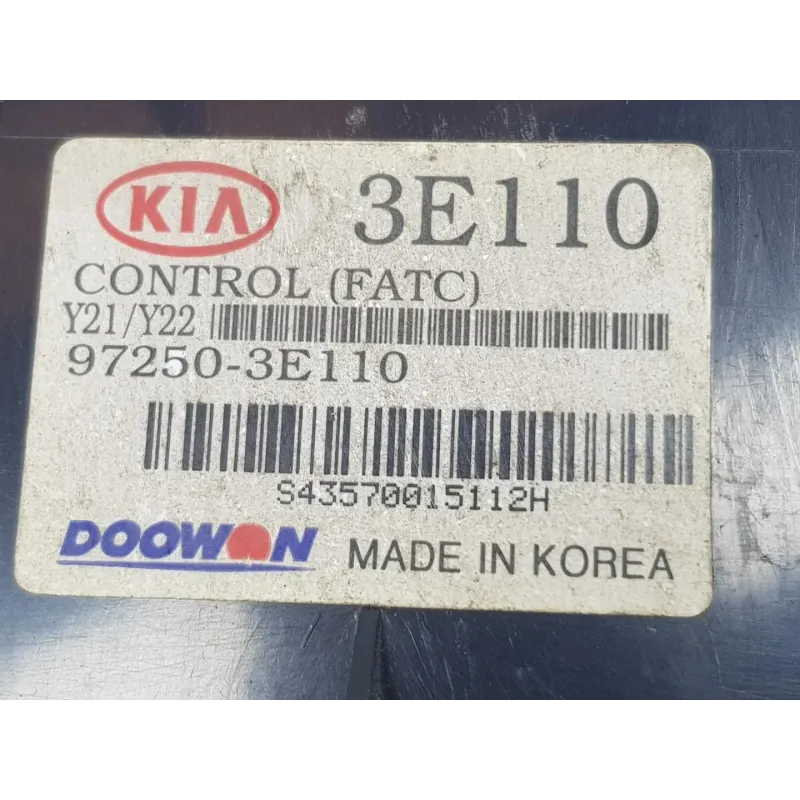 KIA 3E110
CONTROL (FATC)
Y21/Y22
97250-3E110
S43570015112H
DOOWON MADE IN KOREA